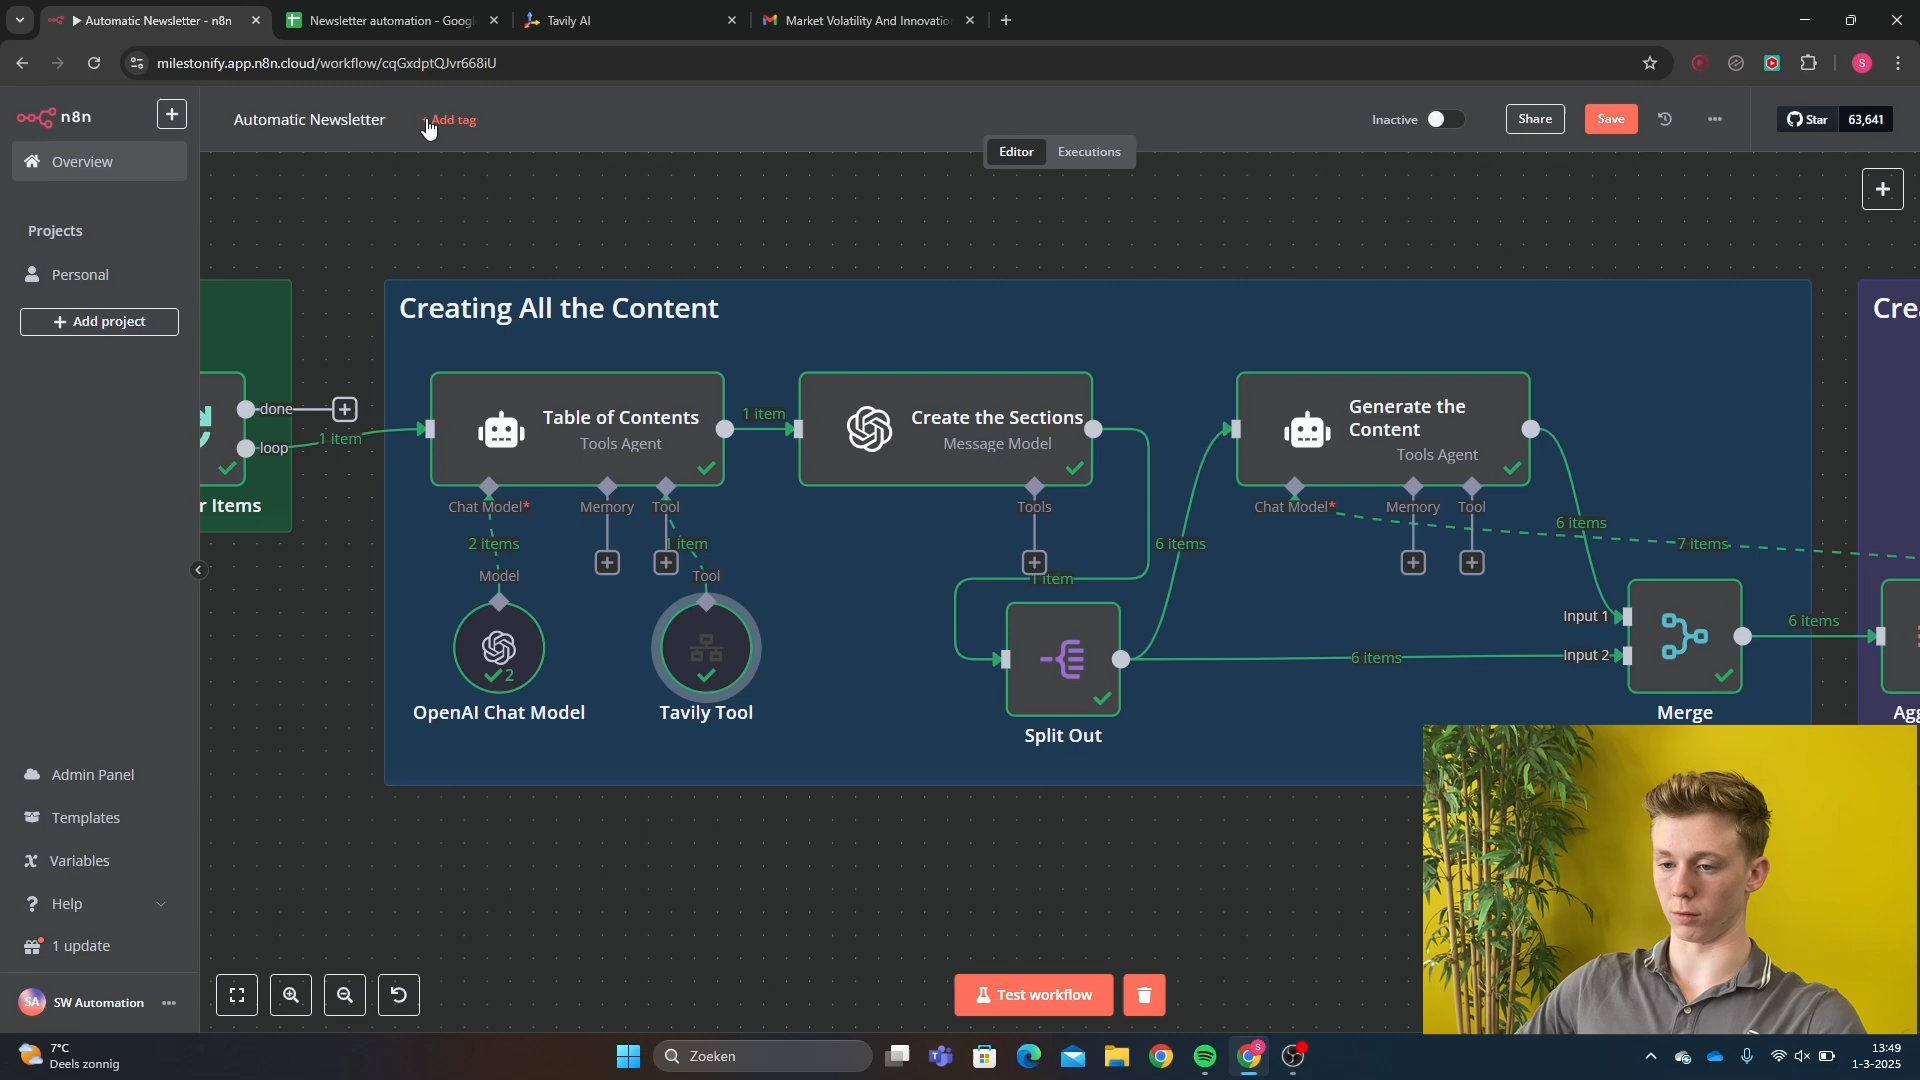 Automatic Newsletter - n8n
Newsletter automation - Googl
Tavily AI
Market Volatility And Innovatio
milestonify.app.n8n.cloud/workflow/cqGxdptQJvr668iU
S
n8n
Automatic Newsletter
+ Add tag
Inactive
Share
Save
Star
63,641
Editor
Executions
Overview
Projects
Personal
Add project
Creating All the Content
Cre
done
loop
1 item
r Items
Table of Contents
Tools Agent
1 item
Create the Sections
Message Model
Generate the
Content
Tools Agent
Chat Model*
Memory
Tool
Tools
Chat Model*
Memory
Tool
2 items
1 item
6 items
6 items
7 items
Model
Tool
1 item
2
OpenAI Chat Model
Tavily Tool
Split Out
6 items
Input 1
Input 2
6 items
Merge
Agg
Admin Panel
Templates
Variables
Help
1 update
SA
SW Automation
Test workflow
7°C
Deels zonnig
Zoeken
S
13:49
1-3-2025